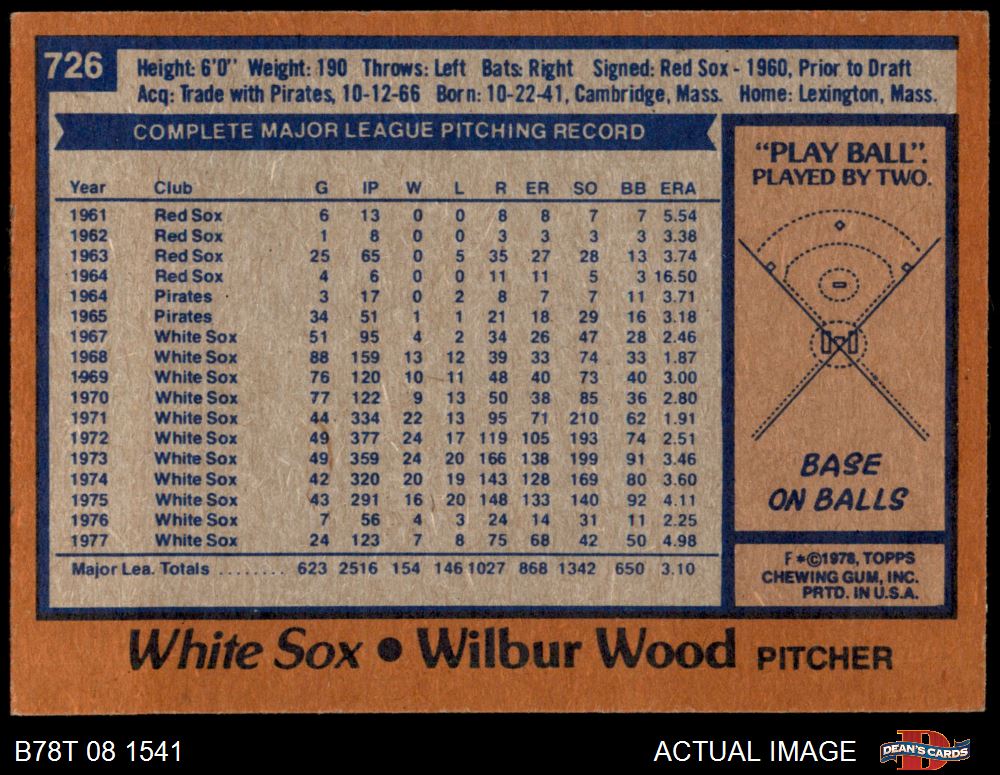 726
Height: 6'0" Weight: 190 Throws: Left Bats: Right Signed: Red Sox - 1960, Prior to Draft
Acq: Trade with Pirates, 10-12-66 Born: 10-22-41, Cambridge, Mass. Home: Lexington, Mass.
COMPLETE MAJOR LEAGUE PITCHING RECORD
Year Club G IP W L R ER SO BB ERA
1961 Red Sox 6 13 0 0 8 8 7 7 5.54
1962 Red Sox 1 8 0 0 3 3 3 3 3.38
1963 Red Sox 25 65 0 5 35 27 28 13 3.74
1964 Red Sox 4 6 0 0 11 11 5 3 16.50
1964 Pirates 3 17 0 2 8 7 7 11 3.71
1965 Pirates 34 51 1 1 21 18 29 16 3.18
1967 White Sox 51 95 4 2 34 26 47 28 2.46
1968 White Sox 88 159 13 12 39 33 74 33 1.87
1969 White Sox 76 120 10 11 48 40 73 40 3.00
1970 White Sox 77 122 9 13 50 38 85 36 2.80
1971 White Sox 44 334 22 13 95 71 210 62 1.91
1972 White Sox 49 377 24 17 119 105 193 74 2.51
1973 White Sox 49 359 24 20 166 138 199 91 3.46
1974 White Sox 42 320 20 19 143 128 169 80 3.60
1975 White Sox 43 291 16 20 148 133 140 92 4.11
1976 White Sox 7 56 4 3 24 14 31 11 2.25
1977 White Sox 24 123 7 8 75 68 42 50 4.98
Major Lea. Totals ........ 623 2516 154 146 1027 868 1342 650 3.10
"PLAY BALL".
PLAYED BY TWO.
BASE
ON BALLS
F *©1978, TOPPS
CHEWING GUM, INC.
PRTD. IN U.S.A.
White Sox • Wilbur Wood PITCHER
B78T 08 1541
ACTUAL IMAGE
D
DEAN'S CARDS